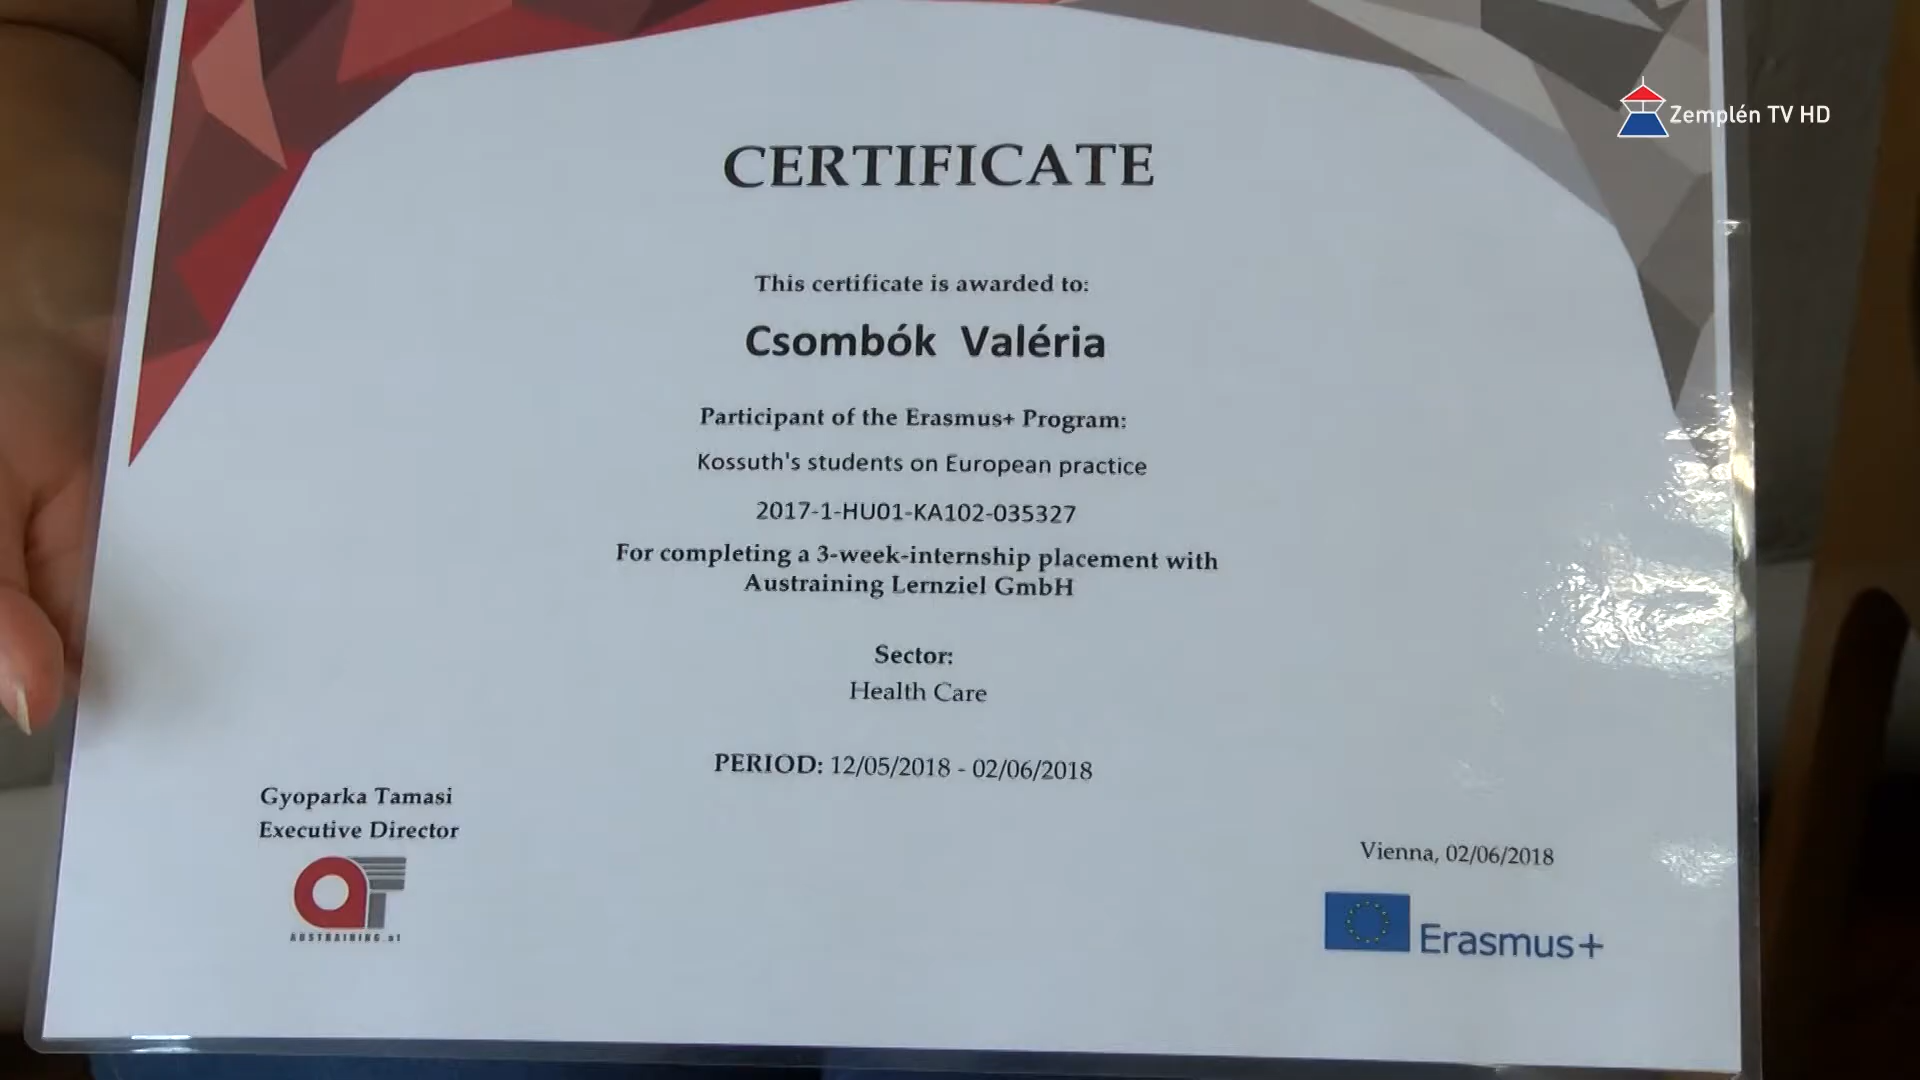 Zemplén TV HD
CERTIFICATE
This certificate is awarded to:
Csombók Valéria
Participant of the Erasmus+ Program:
Kossuth's students on European practice
2017-1-HU01-KA102-035327
For completing a 3-week-internship placement with
Austraining Lernziel GmbH
Sector:
Health Care
PERIOD: 12/05/2018 - 02/06/2018
Gyoparka Tamasi
Executive Director
AUSTRAINING.at
Vienna, 02/06/2018
Erasmus+